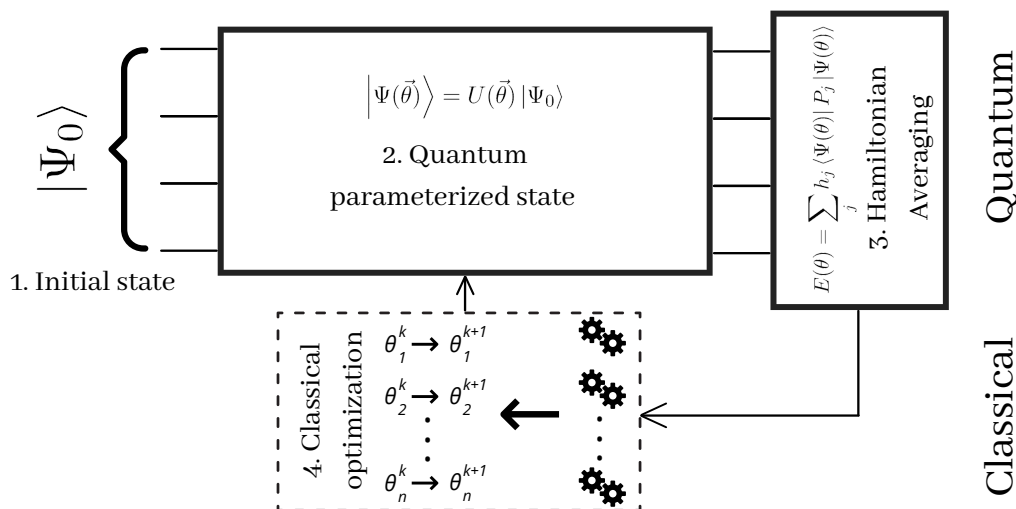 |Ψ₀⟩
1. Initial state
|Ψ(θ⃗)⟩ = U(θ⃗) |Ψ₀⟩
2. Quantum
parameterized state
E(θ) = ∑ⱼ hⱼ ⟨Ψ(θ)| Pⱼ |Ψ(θ)⟩
3. Hamiltonian
Averaging
Quantum
4. Classical
optimization
θ₁ᵏ → θ₁ᵏ⁺¹
θ₂ᵏ → θ₂ᵏ⁺¹
θₙᵏ → θₙᵏ⁺¹
Classical